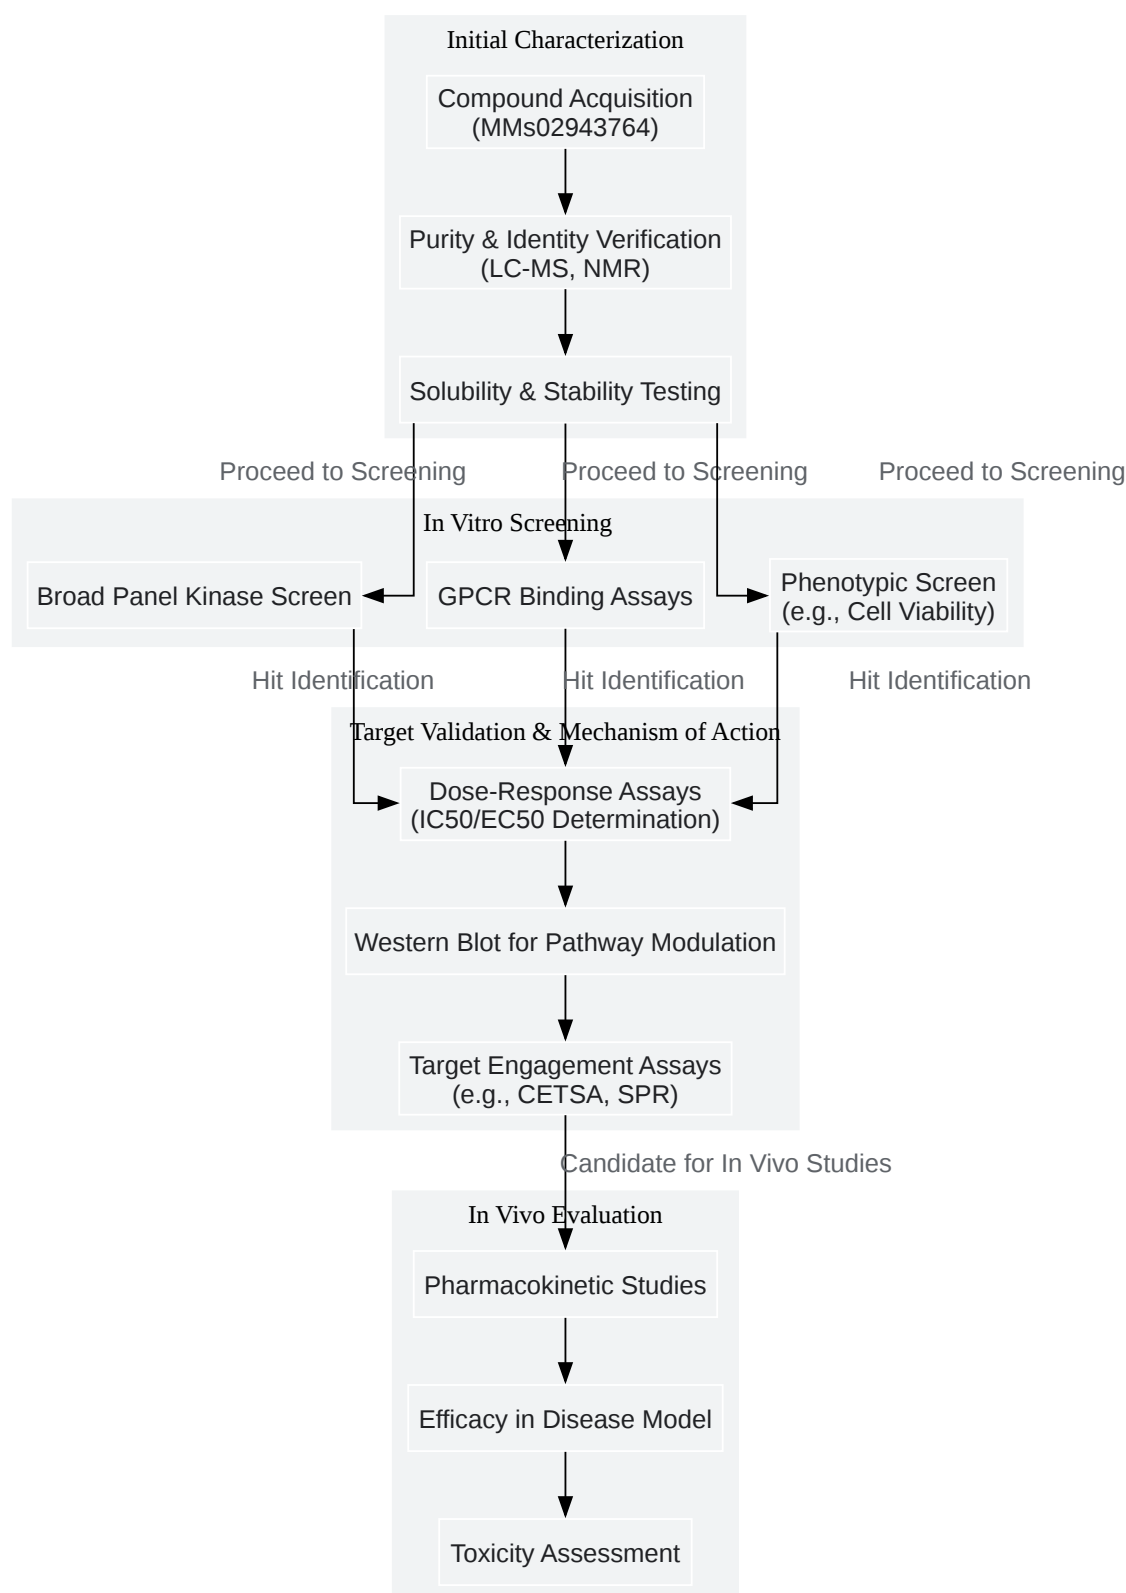 Initial Characterization
Compound Acquisition
(MMs02943764)
Purity & Identity Verification
(LC-MS, NMR)
Solubility & Stability Testing
Proceed to Screening
Proceed to Screening
Proceed to Screening
In Vitro Screening
Broad Panel Kinase Screen
GPCR Binding Assays
Phenotypic Screen
(e.g., Cell Viability)
Hit Identification
Hit Identification
Hit Identification
Target Validation & Mechanism of Action
Dose-Response Assays
(IC50/EC50 Determination)
Western Blot for Pathway Modulation
Target Engagement Assays
(e.g., CETSA, SPR)
Candidate for In Vivo Studies
In Vivo Evaluation
Pharmacokinetic Studies
Efficacy in Disease Model
Toxicity Assessment